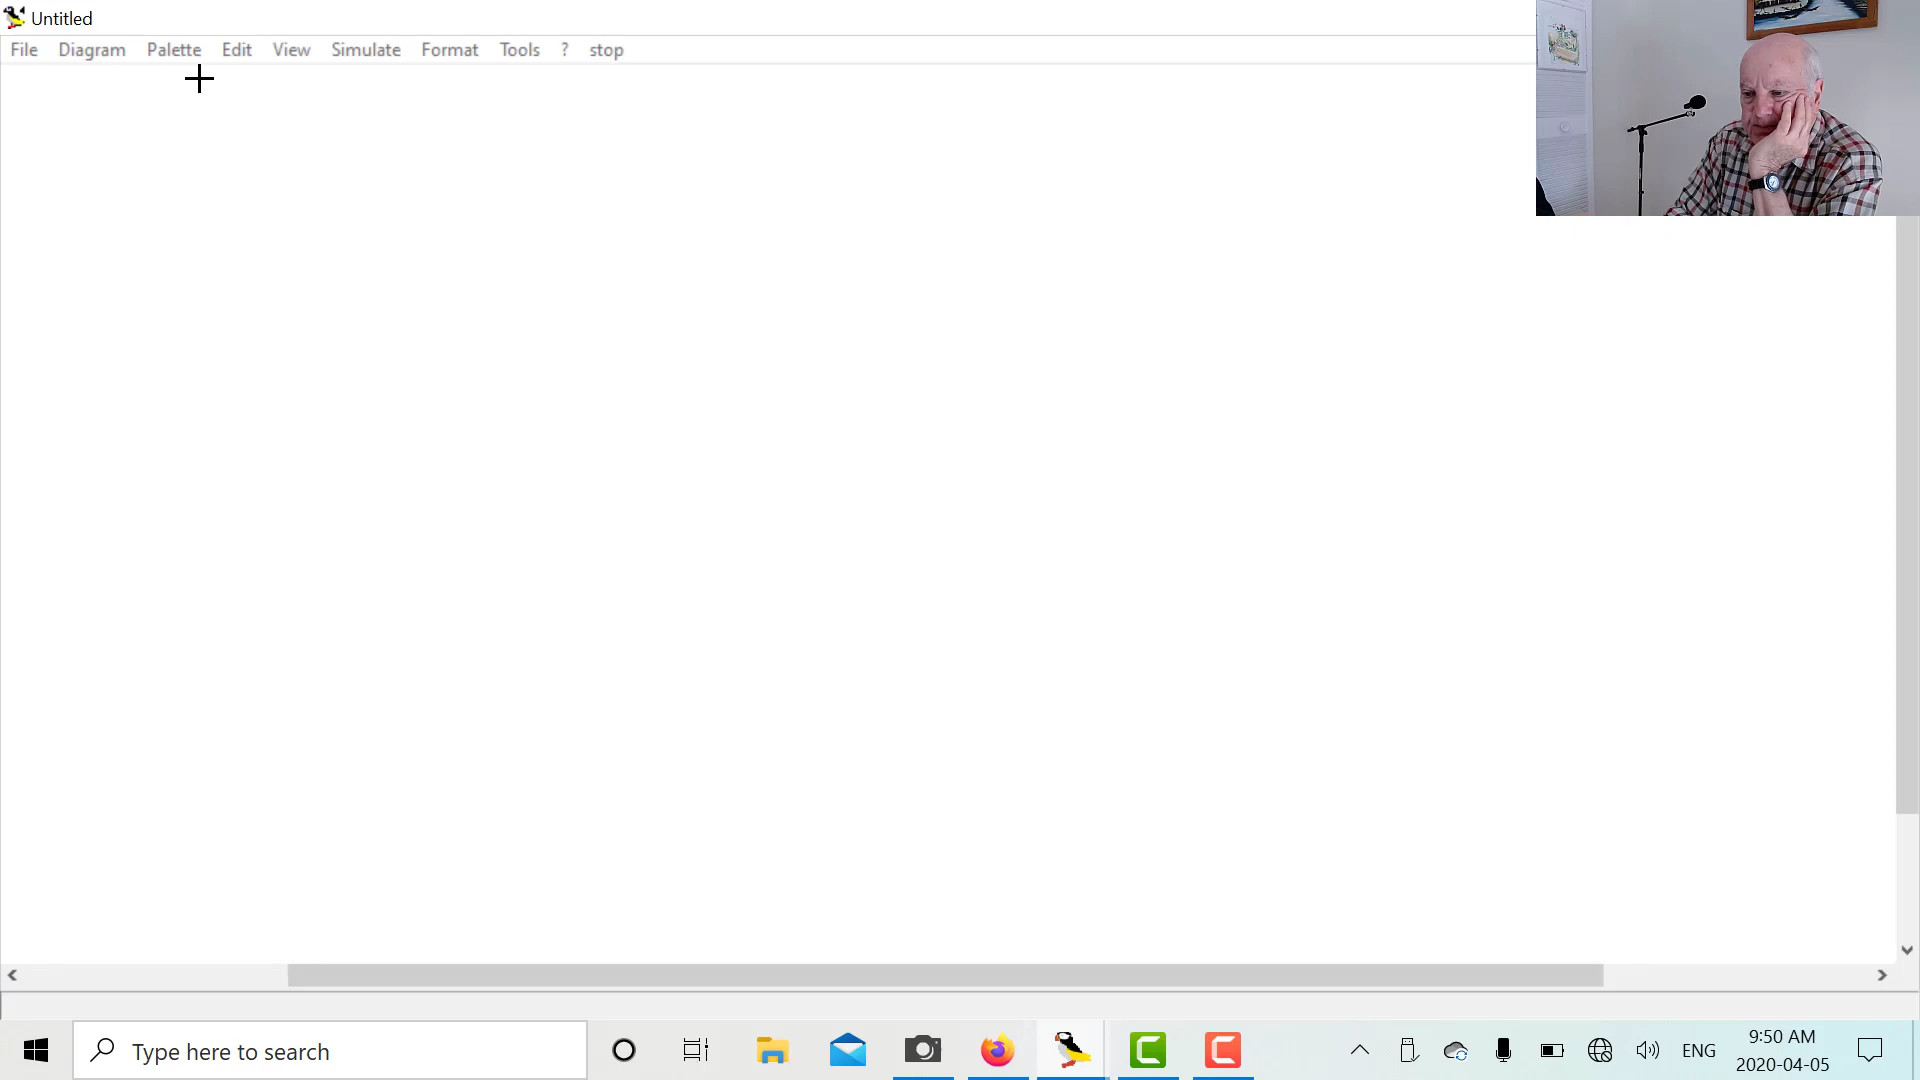 Untitled
File Diagram Palette Edit View Simulate Format Tools ? stop
Type here to search
ENG
9:50 AM
2020-04-05